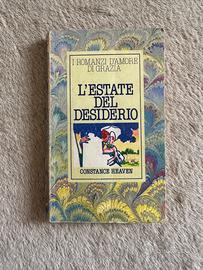 I ROMANZI D'AMORE
DI GRAZIA
L'ESTATE
DEL
DESIDERIO
CONSTANCE HEAVEN